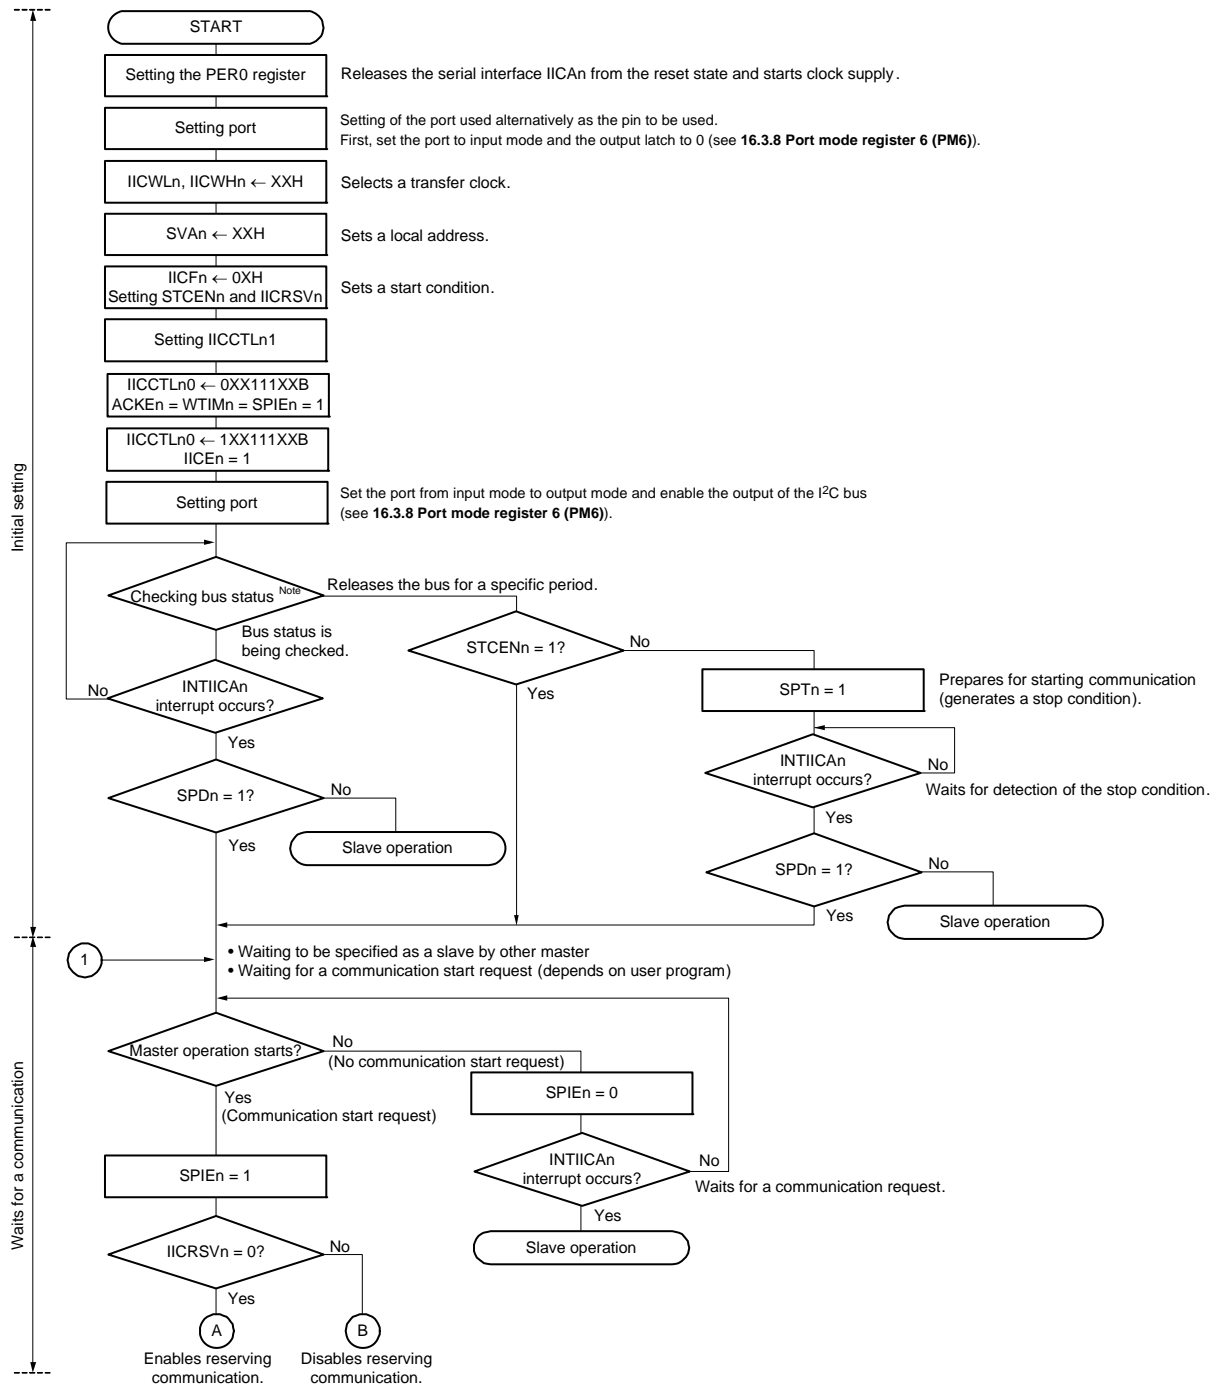 START
Setting the PER0 register
Releases the serial interface IICAn from the reset state and starts clock supply.
Setting port
Setting of the port used alternatively as the pin to be used.
First, set the port to input mode and the output latch to 0 (see 16.3.8 Port mode register 6 (PM6)).
IICWLn, IICWHn ← XXH
Selects a transfer clock.
SVAn ← XXH
Sets a local address.
IICFn ← 0XH
Setting STCENn and IICRSVn
Sets a start condition.
Setting IICCTLn1
IICCTLn0 ← 0XX111XXB
ACKEn = WTIMn = SPIEn = 1
IICCTLn0 ← 1XX111XXB
IICEn = 1
Setting port
Set the port from input mode to output mode and enable the output of the I2C bus
(see 16.3.8 Port mode register 6 (PM6)).
Initial setting
Checking bus status Note
Releases the bus for a specific period.
Bus status is
being checked.
STCENn = 1?
No
Yes
SPTn = 1
Prepares for starting communication
(generates a stop condition).
INTIICAn
interrupt occurs?
No
Yes
INTIICAn
interrupt occurs?
No
Waits for detection of the stop condition.
Yes
SPDn = 1?
No
Yes
Slave operation
SPDn = 1?
No
Yes
Slave operation
1
• Waiting to be specified as a slave by other master
• Waiting for a communication start request (depends on user program)
Waits for a communication
Master operation starts?
No
(No communication start request)
Yes
(Communication start request)
SPIEn = 0
INTIICAn
interrupt occurs?
No
Waits for a communication request.
Yes
Slave operation
SPIEn = 1
IICRSVn = 0?
No
Yes
A
B
Enables reserving
communication.
Disables reserving
communication.